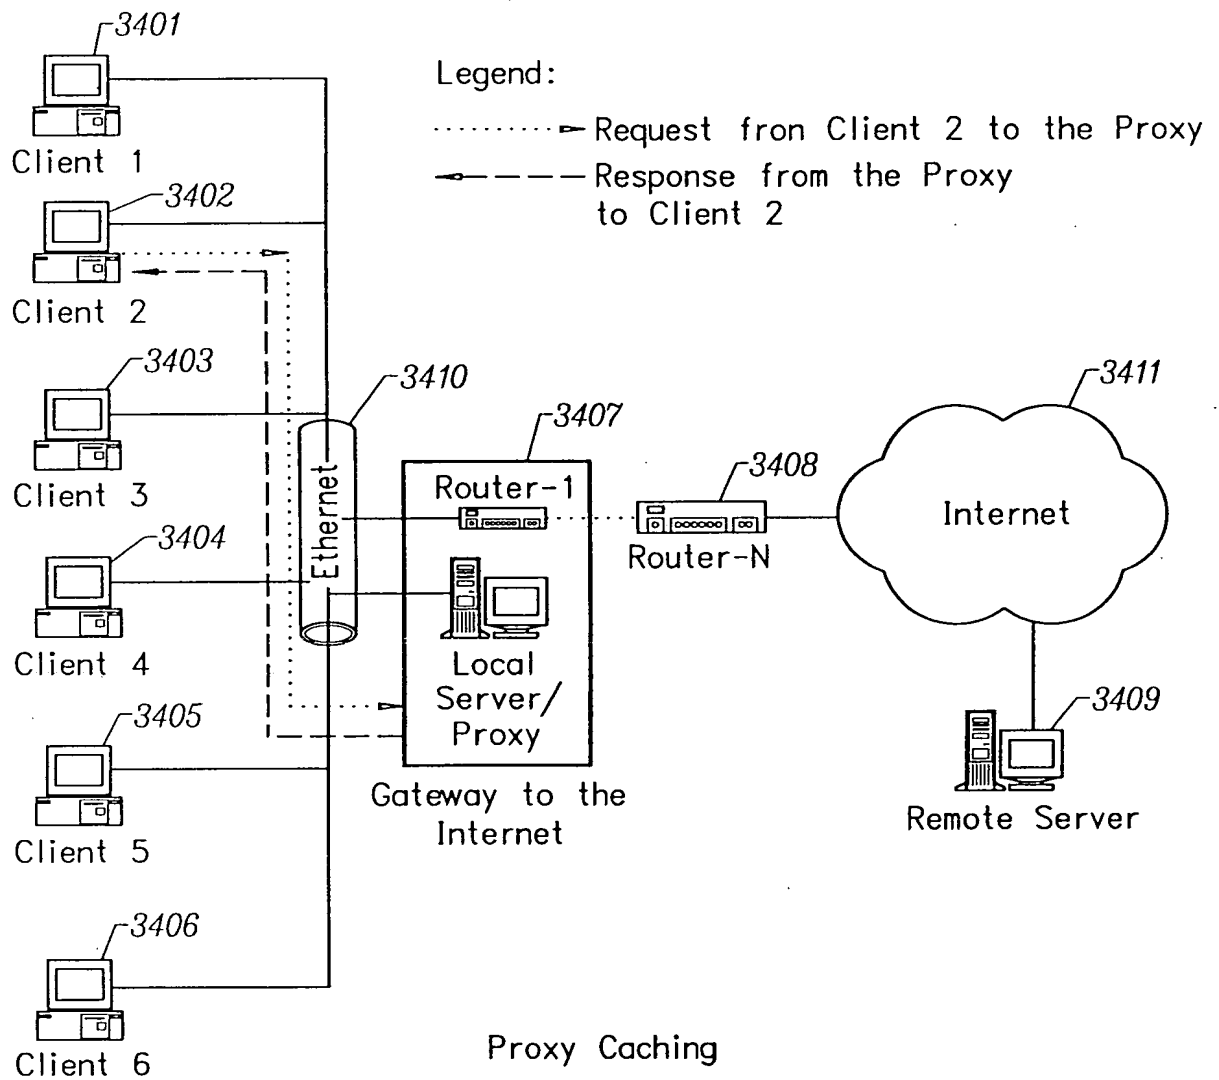 3401
Client 1
Legend:
Request fron Client 2 to the Proxy
Response from the Proxy
to Client 2
3402
Client 2
3403
Client 3
3410
Ethernet
3407
Router-1
3408
Router-N
3411
Internet
3404
Client 4
Local
Server/
Proxy
Gateway to the
Internet
3409
Remote Server
3405
Client 5
3406
Client 6
Proxy Caching